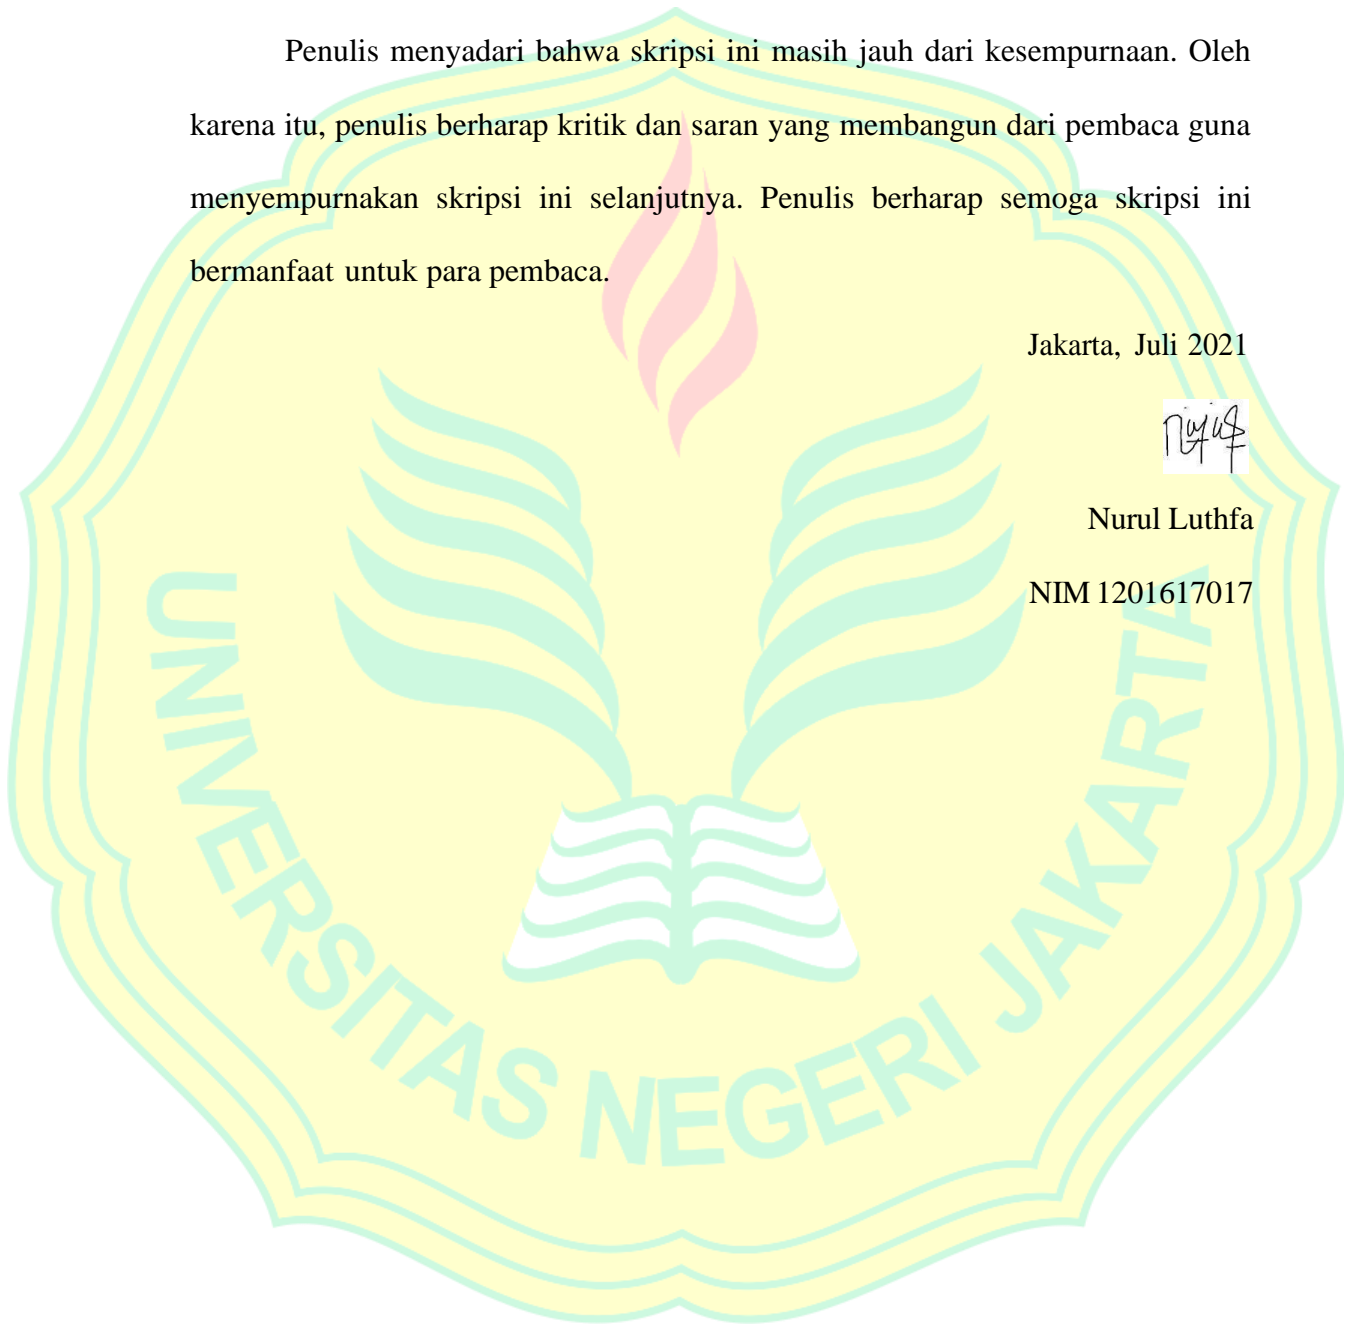 Penulis menyadari bahwa skripsi ini masih jauh dari kesempurnaan. Oleh
karena itu, penulis berharap kritik dan saran yang membangun dari pembaca guna
menyempurnakan skripsi ini selanjutnya. Penulis berharap semoga skripsi ini
bermanfaat untuk para pembaca.
Jakarta, Juli 2021
Nurul Luthfa
NIM 1201617017
UNIVERSITAS NEGERI JAKARTA